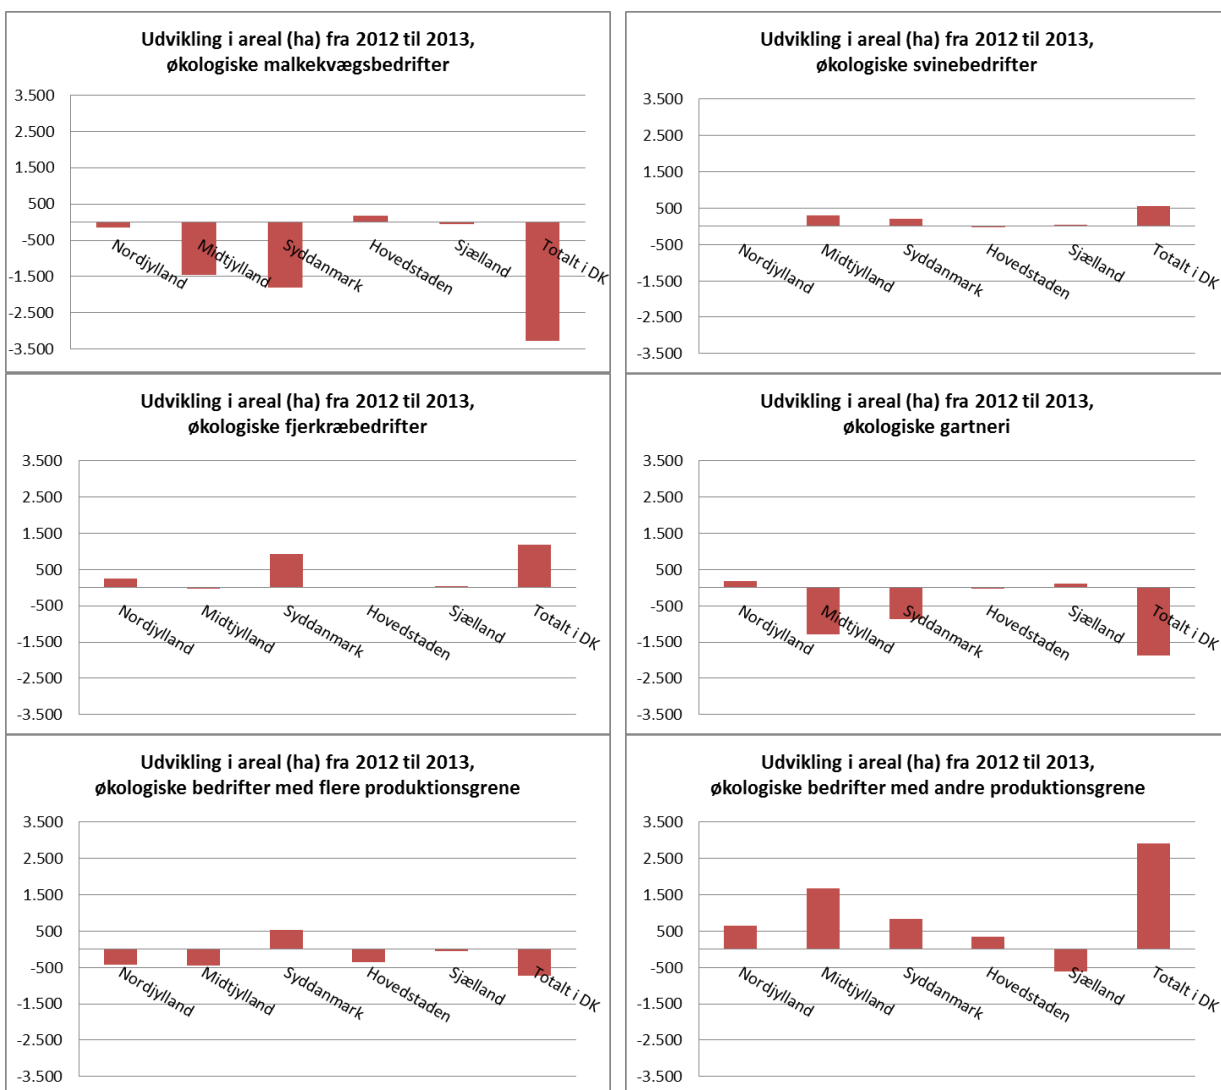 Udvikling i areal (ha) fra 2012 til 2013,
økologiske malkekvægsbedrifter
3.500
2.500
1.500
500
-500
-1.500
-2.500
-3.500
Nordjylland
Midtjylland
Syddanmark
Hovedstaden
Sjælland
Totalt i DK
Udvikling i areal (ha) fra 2012 til 2013,
økologiske svinebedrifter
3.500
2.500
1.500
500
-500
-1.500
-2.500
-3.500
Nordjylland
Midtjylland
Syddanmark
Hovedstaden
Sjælland
Totalt i DK
Udvikling i areal (ha) fra 2012 til 2013,
økologiske fjerkræbedrifter
3.500
2.500
1.500
500
-500
-1.500
-2.500
-3.500
Nordjylland
Midtjylland
Syddanmark
Hovedstaden
Sjælland
Totalt i DK
Udvikling i areal (ha) fra 2012 til 2013,
økologiske gartneri
3.500
2.500
1.500
500
-500
-1.500
-2.500
-3.500
Nordjylland
Midtjylland
Syddanmark
Hovedstaden
Sjælland
Totalt i DK
Udvikling i areal (ha) fra 2012 til 2013,
økologiske bedrifter med flere produktionsgrene
3.500
2.500
1.500
500
-500
-1.500
-2.500
-3.500
Nordjylland
Midtjylland
Syddanmark
Hovedstaden
Sjælland
Totalt i DK
Udvikling i areal (ha) fra 2012 til 2013,
økologiske bedrifter med andre produktionsgrene
3.500
2.500
1.500
500
-500
-1.500
-2.500
-3.500
Nordjylland
Midtjylland
Syddanmark
Hovedstaden
Sjælland
Totalt i DK